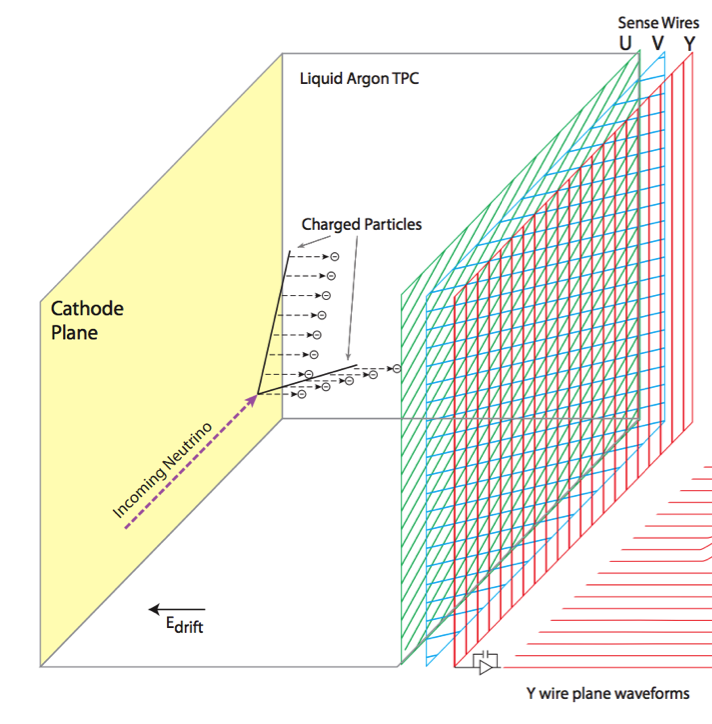 Sense Wires
U V Y
Liquid Argon TPC
Charged Particles
Cathode
Plane
Incoming Neutrino
Edrift
Y wire plane waveforms